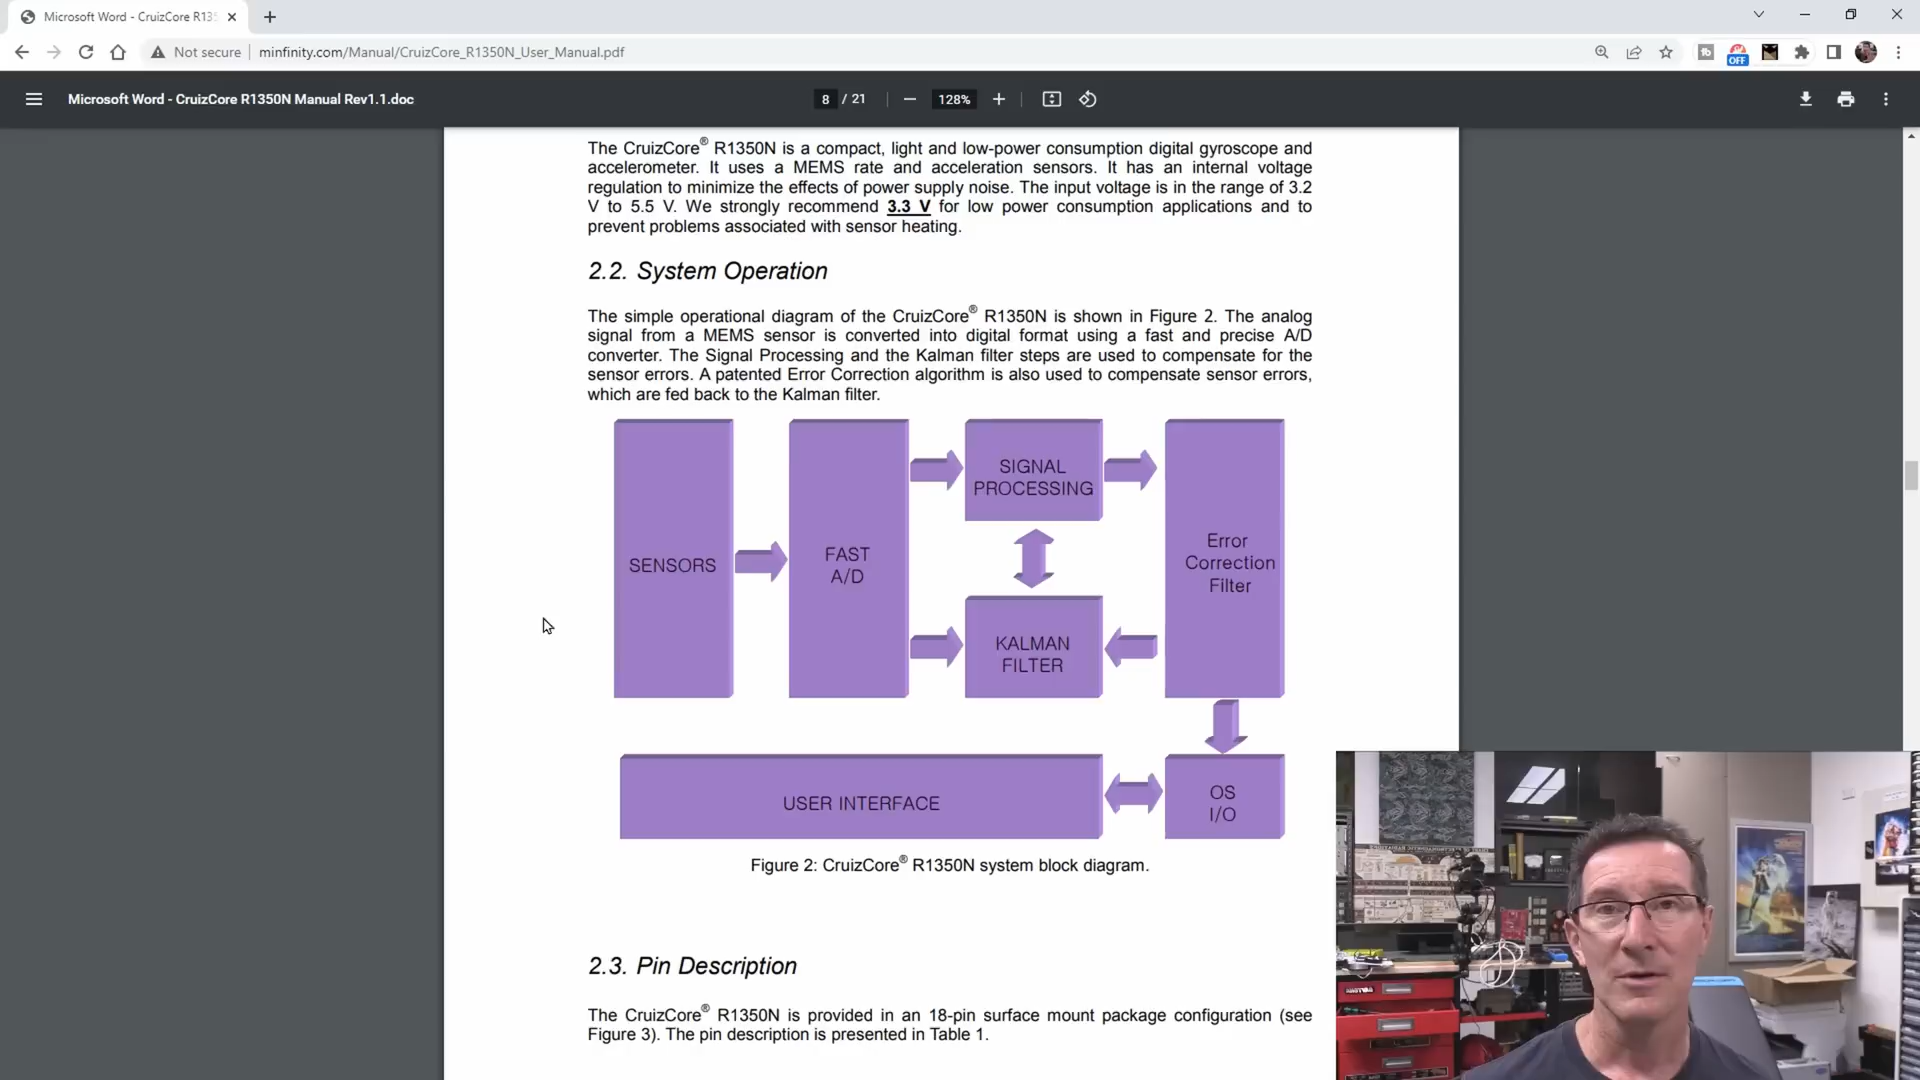 Microsoft Word - CruizCore R135
Not secure
minfinity.com/Manual/CruizCore_R1350N_User_Manual.pdf
OFF
Microsoft Word - CruizCore R1350N Manual Rev1.1.doc
8 / 21
128%
The CruizCore® R1350N is a compact, light and low-power consumption digital gyroscope and
accelerometer. It uses a MEMS rate and acceleration sensors. It has an internal voltage
regulation to minimize the effects of power supply noise. The input voltage is in the range of 3.2
V to 5.5 V. We strongly recommend 3.3 V for low power consumption applications and to
prevent problems associated with sensor heating.
2.2. System Operation
The simple operational diagram of the CruizCore® R1350N is shown in Figure 2. The analog
signal from a MEMS sensor is converted into digital format using a fast and precise A/D
converter. The Signal Processing and the Kalman filter steps are used to compensate for the
sensor errors. A patented Error Correction algorithm is also used to compensate sensor errors,
which are fed back to the Kalman filter.
SENSORS
FAST
A/D
SIGNAL
PROCESSING
KALMAN
FILTER
Error
Correction
Filter
USER INTERFACE
OS
I/O
Figure 2: CruizCore® R1350N system block diagram.
2.3. Pin Description
The CruizCore® R1350N is provided in an 18-pin surface mount package configuration (see
Figure 3). The pin description is presented in Table 1.